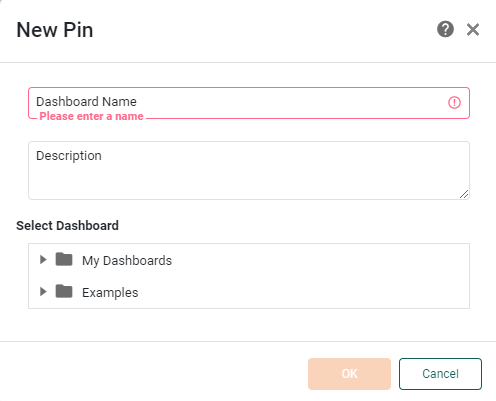 New Pin
Dashboard Name
Please enter a name
Description
Select Dashboard
My Dashboards
Examples
OK
Cancel